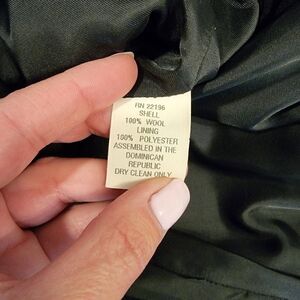 RN 22196
SHELL
100% WOOL
LINING
100% POLYESTER
ASSEMBLED IN THE
DOMINICAN
REPUBLIC
DRY CLEAN ONLY